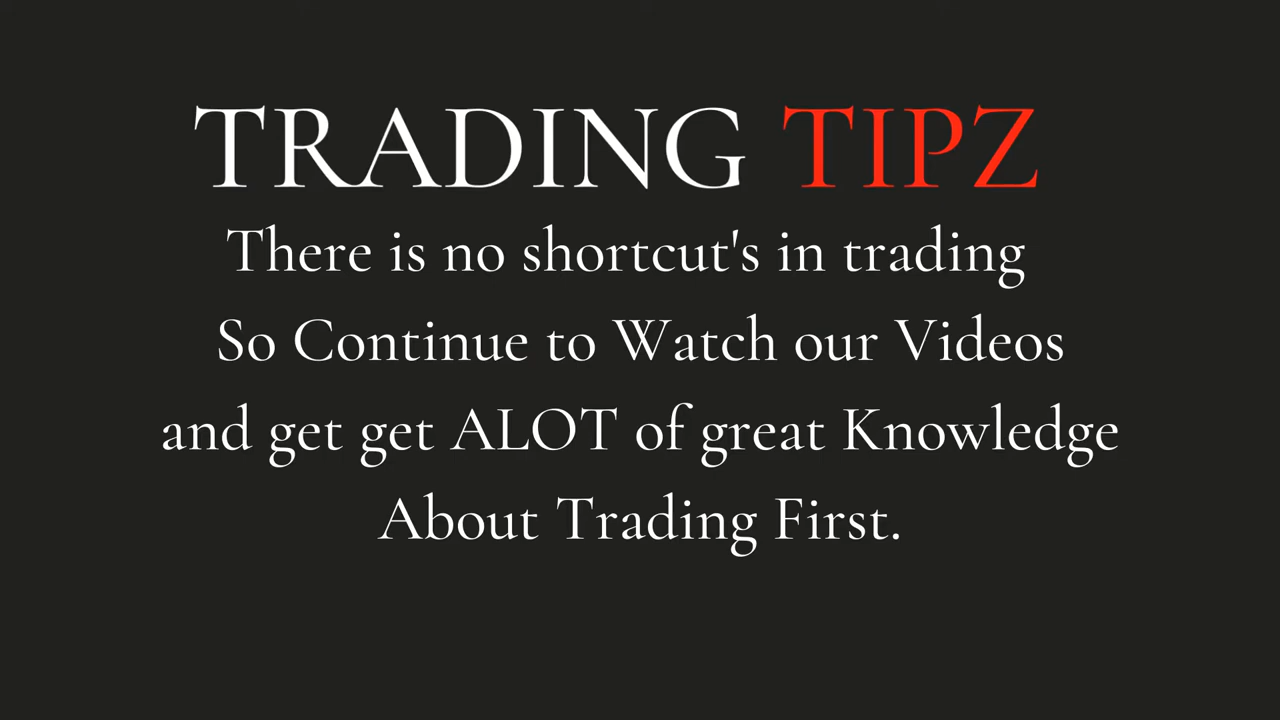 TRADING TIPZ
There is no shortcut's in trading
So Continue to Watch our Videos
and get get ALOT of great Knowledge
About Trading First.